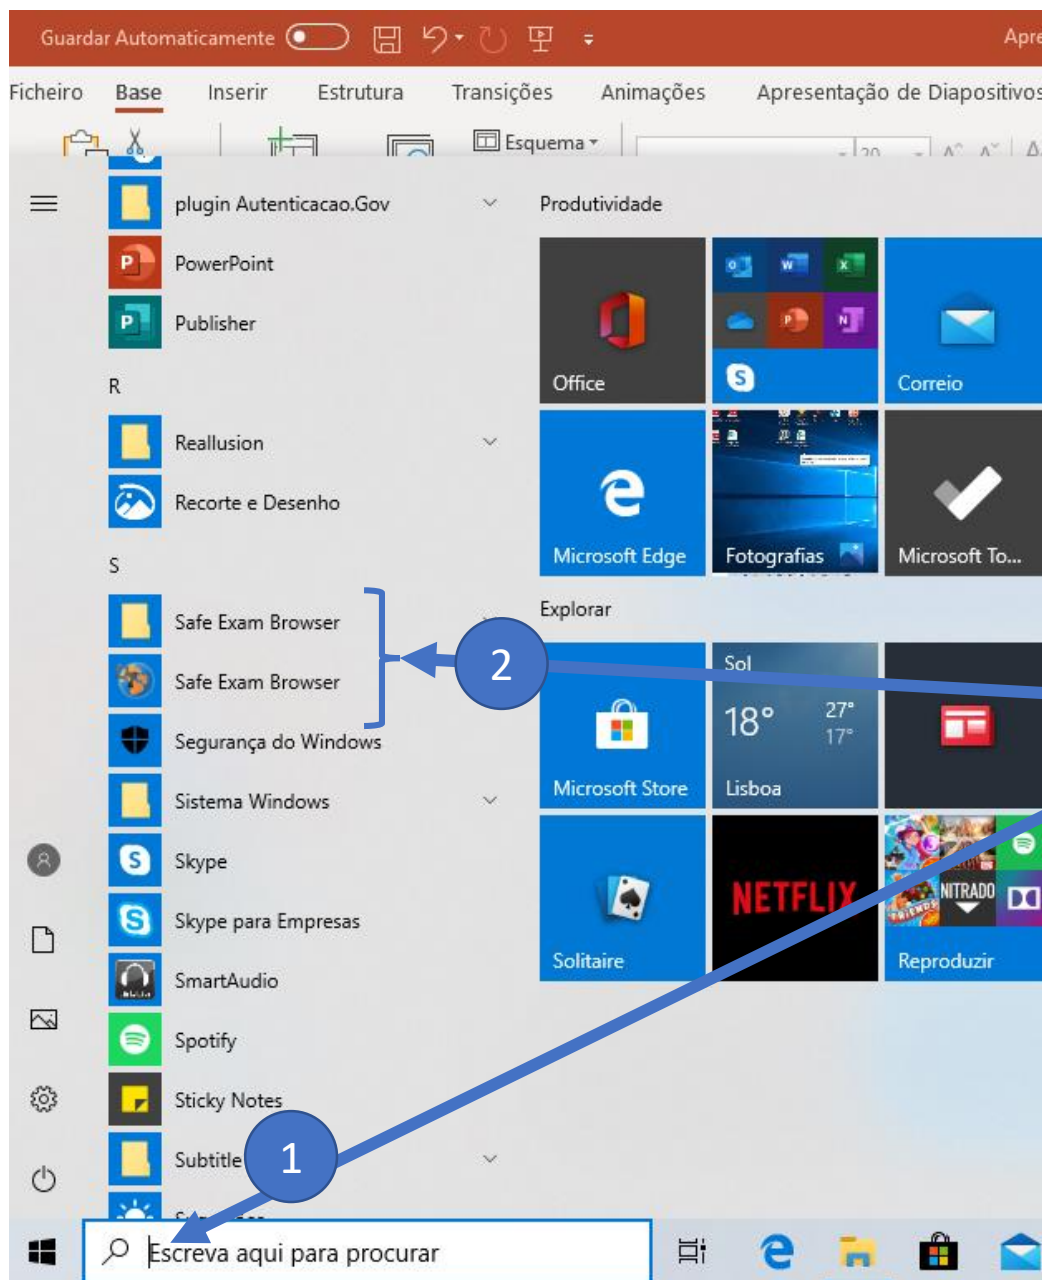 Guardar Automaticamente
Apre
Ficheiro Base Inserir Estrutura Transições Animações Apresentação de Diapositivos
Esquema
20
plugin Autenticacao.Gov
PowerPoint
Publisher
R
Reallusion
Recorte e Desenho
S
Safe Exam Browser
Safe Exam Browser
Segurança do Windows
Sistema Windows
Skype
Skype para Empresas
SmartAudio
Spotify
Sticky Notes
Subtitle
Produtividade
Office
Correio
Microsoft Edge
Fotografias
Microsoft To...
Explorar
Microsoft Store
Sol
18° 27°
17°
Lisboa
Solitaire
NETFLIX
NITRADO
FRIENDS
Reproduzir
2
1
Escreva aqui para procurar